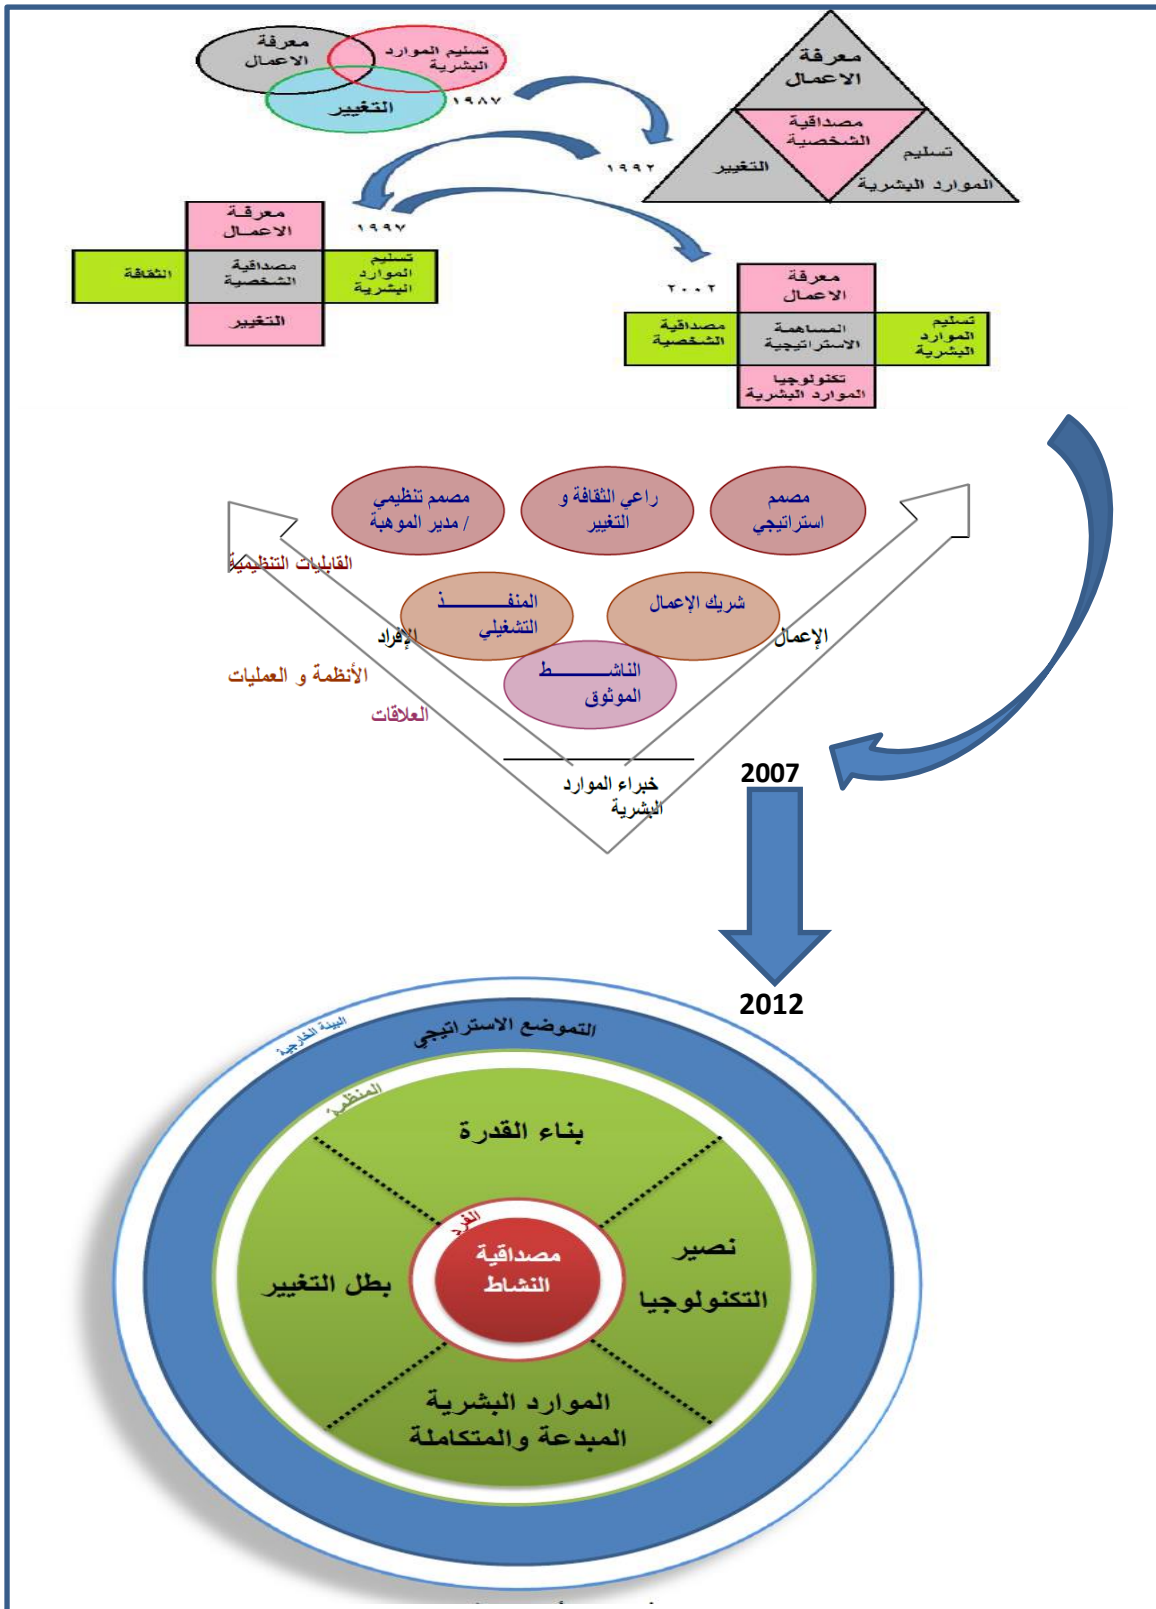 معرفة
الاعمال
تسليم الموارد
البشرية
التغيير
١٩٨٧
معرفة
الاعمال
مصداقية
الشخصية
التغيير
تسليم
الموارد البشرية
١٩٩٢
معرفة
الاعمال
الثقافة
مصداقية
الشخصية
تسليم
الموارد
البشرية
التغيير
١٩٩٧
معرفة
الاعمال
مصداقية
الشخصية
المساهمة
الاستراتيجية
تسليم
الموارد
البشرية
تكنولوجيا
الموارد البشرية
٢٠٠٢
مصمم
استراتيجي
راعي الثقافة و
التغيير
مصمم تنظيمي
/ مدير الموهبة
القابليات التنظيمية
شريك الإعمال
المنفــــــــــذ
التشغيلي
الإعمال
الإفراد
الناشـــــــــط
الموثوق
الأنظمة و العمليات
العلاقات
خبراء الموارد
البشرية
2007
2012
البيئة الخارجية
التموضع الاستراتيجي
المنظمة
بناء القدرة
الفرد
مصداقية
النشاط
نصير
التكنولوجيا
بطل التغيير
الموارد البشرية
المبدعة والمتكاملة